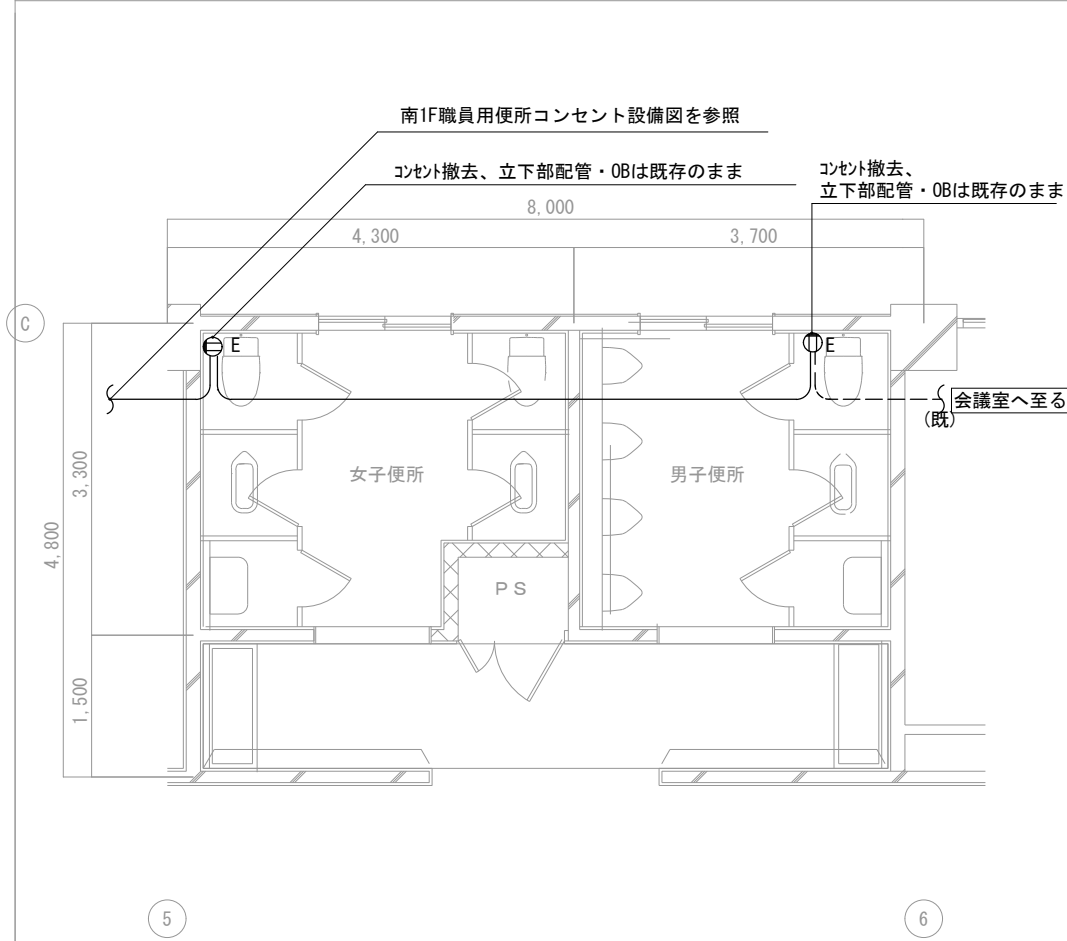 南1F職員用便所コンセント設備図を参照
ｺﾝｾﾝﾄ撤去、立下部配管・OBは既存のまま
ｺﾝｾﾝﾄ撤去、
立下部配管・OBは既存のまま
8,000
4,300
3,700
C
E
E
会議室へ至る
(既)
女子便所
男子便所
3,300
4,800
PS
1,500
5
6